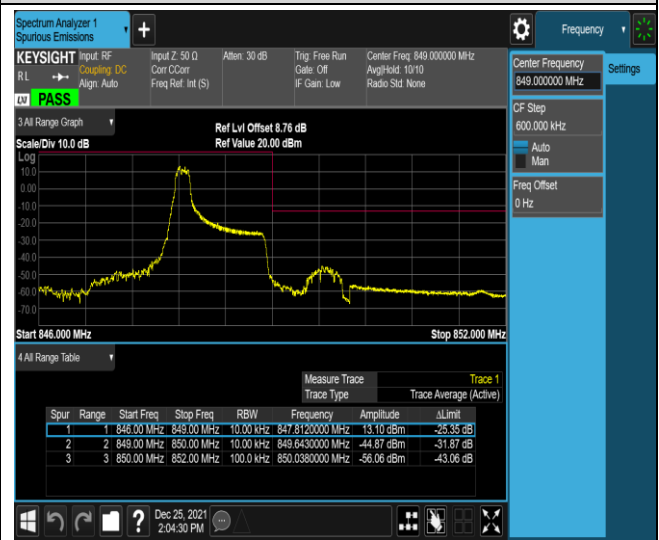 Spectrum Analyzer 1
Spurious Emissions
Frequency
KEYSIGHT Input: RF Input Z: 50 Ω Atten: 30 dB Trig: Free Run Center Freq: 849.000000 MHz
R L Coupling: DC Corr CCorr Gate: Off Avg|Hold: 10/10
Align: Auto Freq Ref: Int (S) IF Gain: Low Radio Std: None
LXI PASS
Center Frequency
849.000000 MHz
Settings
CF Step
600.000 kHz
Auto
Man
Freq Offset
0 Hz
3 All Range Graph
Ref Lvl Offset 8.76 dB
Scale/Div 10.0 dB Ref Value 20.00 dBm
Log
10.0
0.00
-10.0
-20.0
-30.0
-40.0
-50.0
-60.0
-70.0
Start 846.000 MHz Stop 852.000 MHz
4 All Range Table
Measure Trace Trace 1
Trace Type Trace Average (Active)
Spur Range Start Freq Stop Freq RBW Frequency Amplitude ΔLimit
1 1 846.00 MHz 849.00 MHz 10.00 kHz 847.8120000 MHz 13.10 dBm -25.35 dB
2 2 849.00 MHz 850.00 MHz 10.00 kHz 849.6430000 MHz -44.87 dBm -31.87 dB
3 3 850.00 MHz 852.00 MHz 100.0 kHz 850.0380000 MHz -56.06 dBm -43.06 dB
Dec 25, 2021
2:04:30 PM